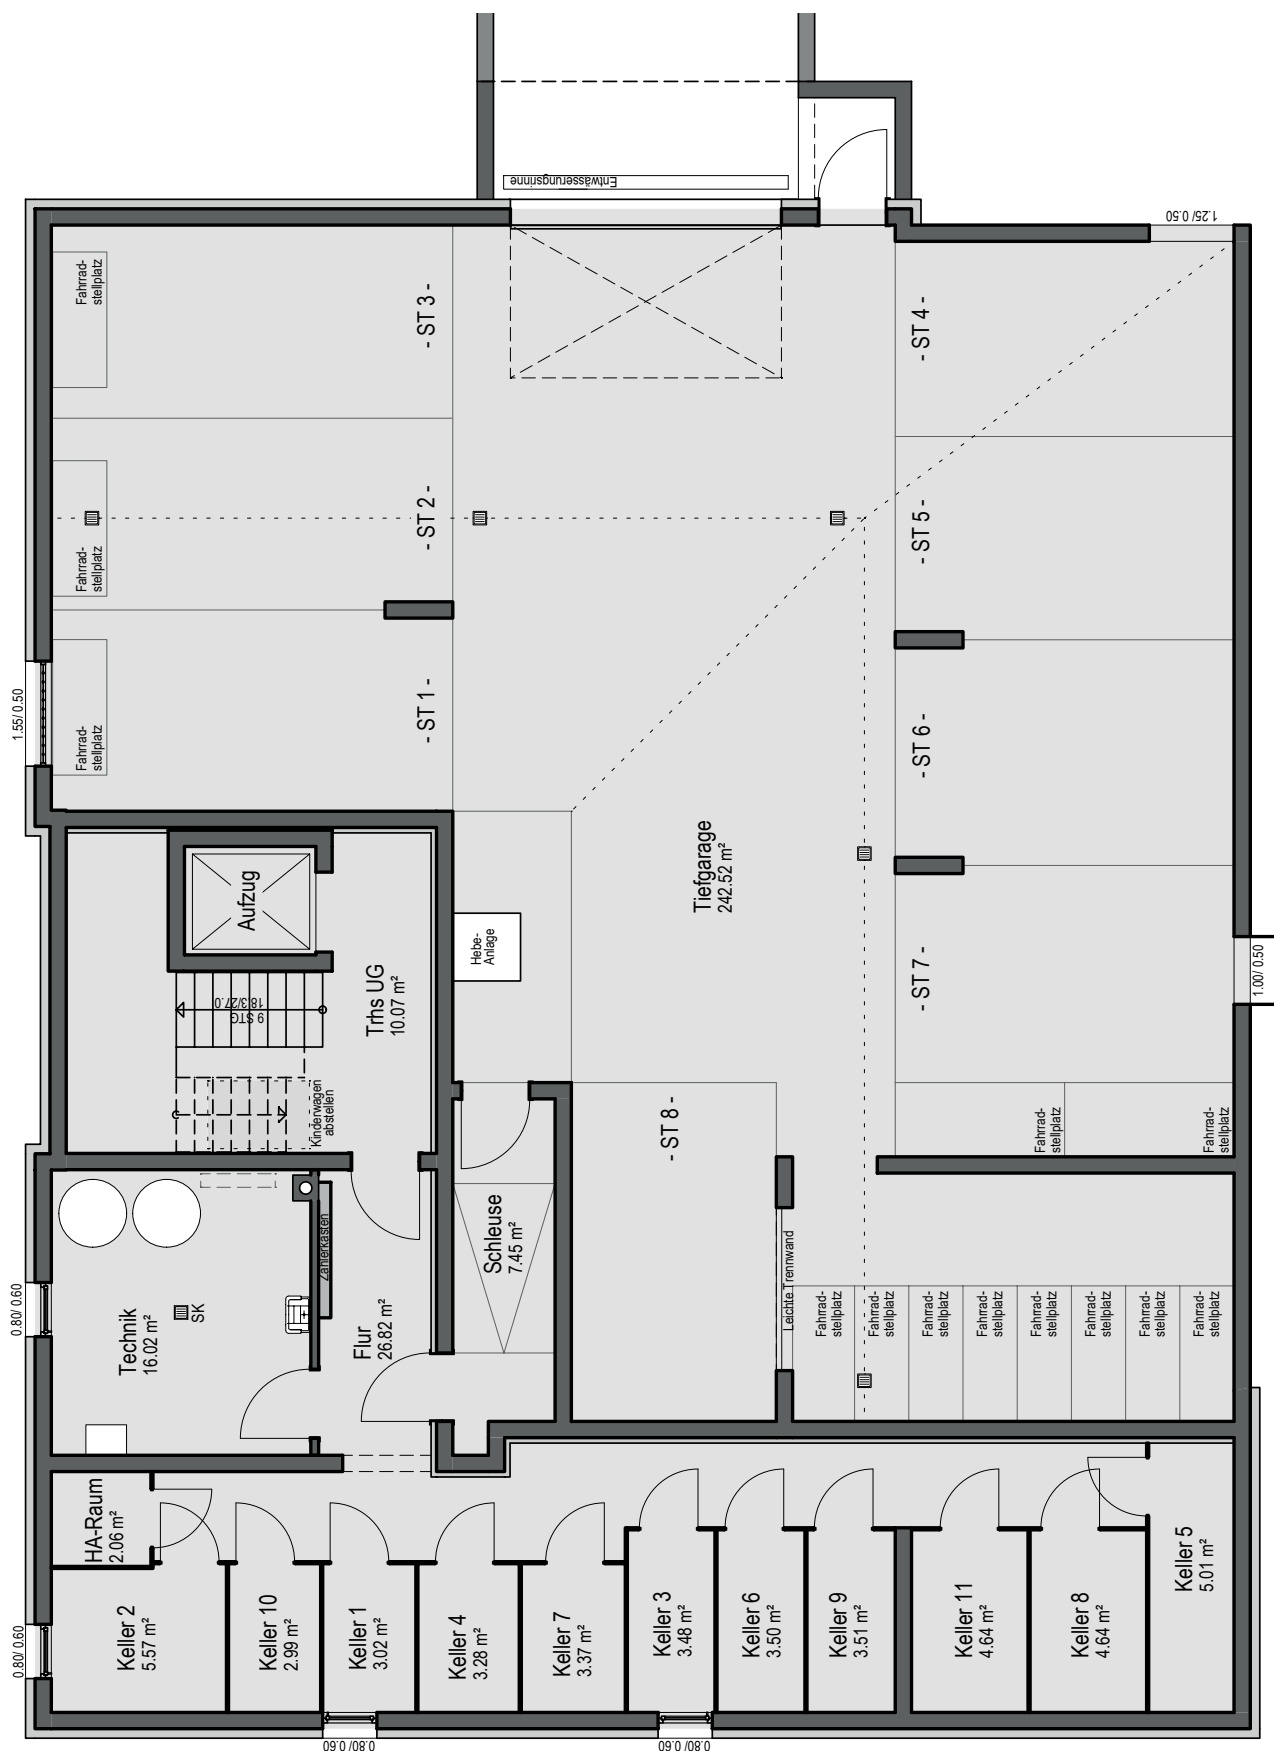 Entwässerungsrinne
1.25/ 0.50
Fahrrad-
stellplatz
- ST 3 -
- ST 4 -
Fahrrad-
stellplatz
- ST 2 -
- ST 5 -
1.55/ 0.50
Fahrrad-
stellplatz
- ST 1 -
- ST 6 -
Aufzug
Tiefgarage
242.52 m²
Hebe-
Anlage
- ST 7 -
1.00/ 0.50
9 STG
18.3/27.0
Trhs UG
10.07 m²
Kinderwagen
abstellen
- ST 8 -
Fahrrad-
stellplatz
Fahrrad-
stellplatz
Schleuse
7.45 m²
Zählerkasten
Leichte Trennwand
0.80/ 0.60
SK
Technik
16.02 m²
Flur
26.82 m²
Fahrrad-
stellplatz
Fahrrad-
stellplatz
Fahrrad-
stellplatz
Fahrrad-
stellplatz
Fahrrad-
stellplatz
Fahrrad-
stellplatz
Fahrrad-
stellplatz
Fahrrad-
stellplatz
HA-Raum
2.06 m²
0.80/ 0.60
Keller 2
5.57 m²
Keller 10
2.99 m²
Keller 1
3.02 m²
Keller 4
3.28 m²
Keller 7
3.37 m²
Keller 3
3.48 m²
Keller 6
3.50 m²
Keller 9
3.51 m²
Keller 11
4.64 m²
Keller 8
4.64 m²
Keller 5
5.01 m²
0.80/ 0.60
0.80/ 0.60